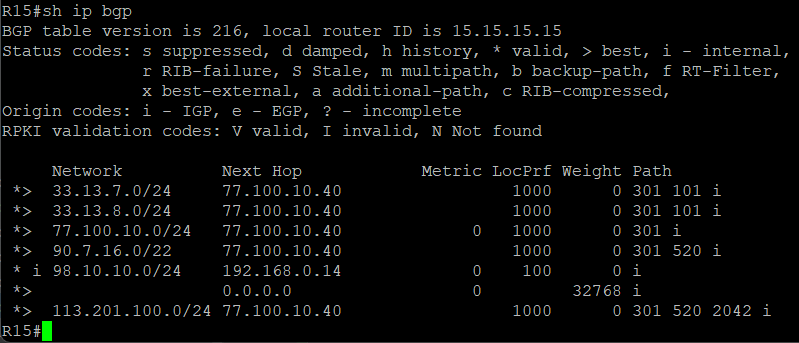 R15#sh ip bgp
BGP table version is 216, local router ID is 15.15.15.15
Status codes: s suppressed, d damped, h history, * valid, > best, i - internal,
              r RIB-failure, S Stale, m multipath, b backup-path, f RT-Filter,
              x best-external, a additional-path, c RIB-compressed,
Origin codes: i - IGP, e - EGP, ? - incomplete
RPKI validation codes: V valid, I invalid, N Not found

     Network          Next Hop            Metric LocPrf Weight Path
 *>  33.13.7.0/24     77.100.10.40                 1000      0 301 101 i
 *>  33.13.8.0/24     77.100.10.40                 1000      0 301 101 i
 *>  77.100.10.0/24   77.100.10.40             0   1000      0 301 i
 *>  90.7.16.0/22     77.100.10.40                 1000      0 301 520 i
 * i 98.10.10.0/24    192.168.0.14             0    100      0 i
 *>                   0.0.0.0                  0         32768 i
 *>  113.201.100.0/24 77.100.10.40                 1000      0 301 520 2042 i
R15#